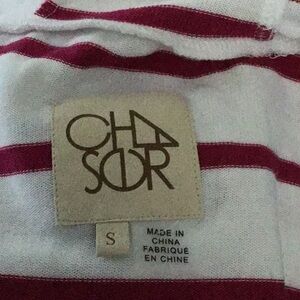 CHA
SER
S
MADE IN
CHINA
FABRIQUÉ
EN CHINE